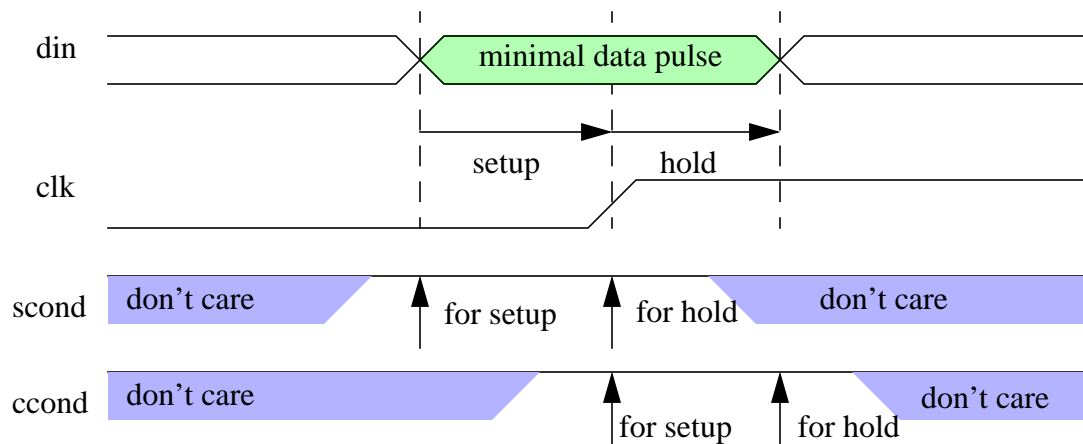 din
minimal data pulse
setup
hold
clk
scond
don't care
for setup
for hold
don't care
ccond
don't care
for setup
for hold
don't care